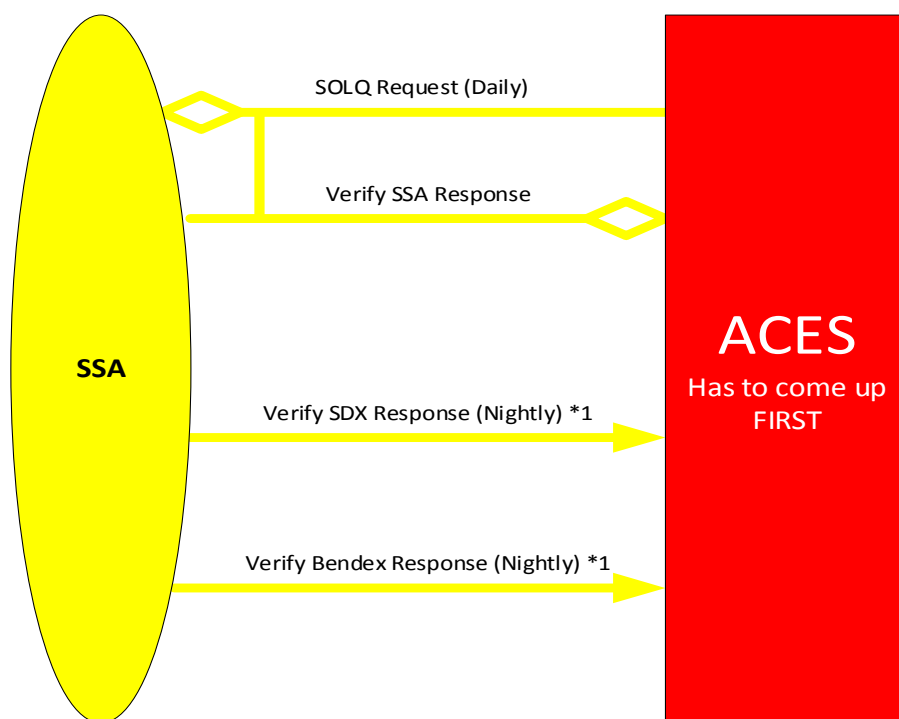 SOLQ Request (Daily)
Verify SSA Response
SSA
ACES
Has to come up
FIRST
Verify SDX Response (Nightly) *1
Verify Bendex Response (Nightly) *1